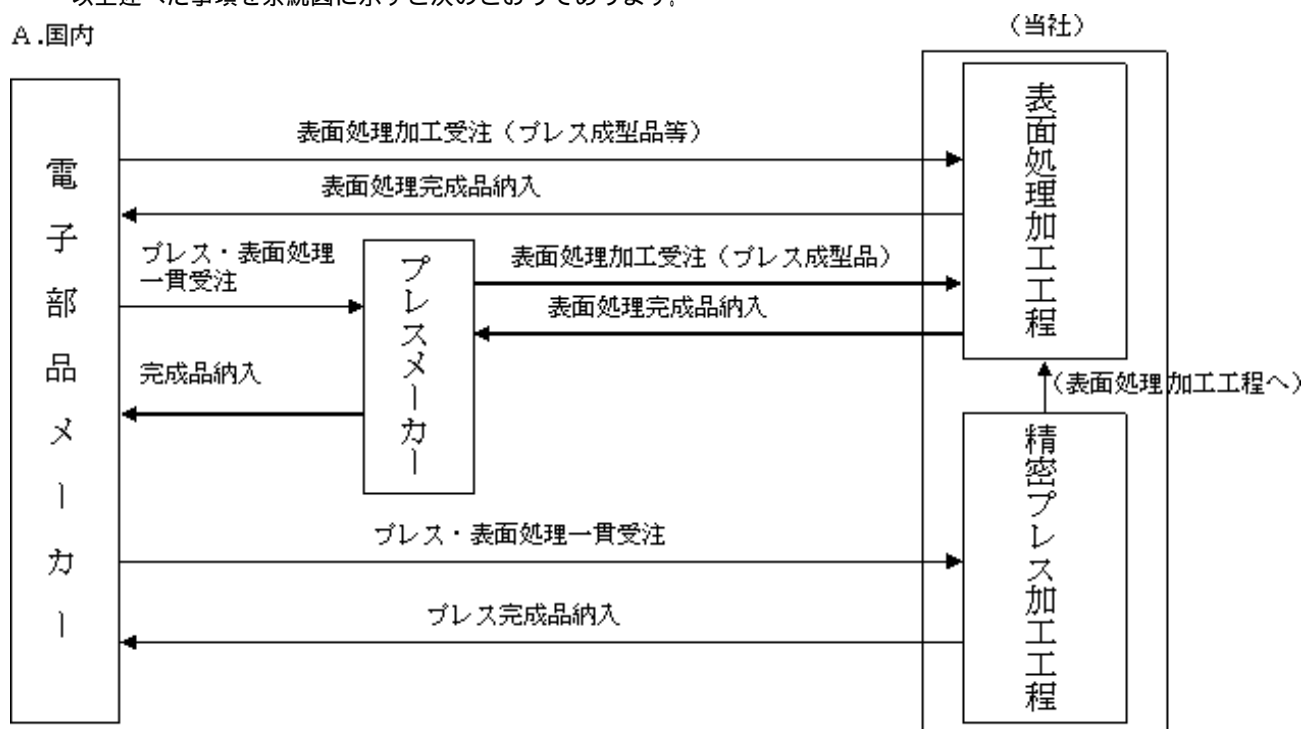 以上述べた事項を系統図に示すと次のとおりであります。
A.国内
(当社)
電子部品メーカー
表面処理加工受注(プレス成型品等)
表面処理完成品納入
プレス・表面処理
一貫受注
完成品納入
プレスメーカー
表面処理加工受注(プレス成型品)
表面処理完成品納入
表面処理加工工程
(表面処理加工工程へ)
プレス・表面処理一貫受注
プレス完成品納入
精密プレス加工工程